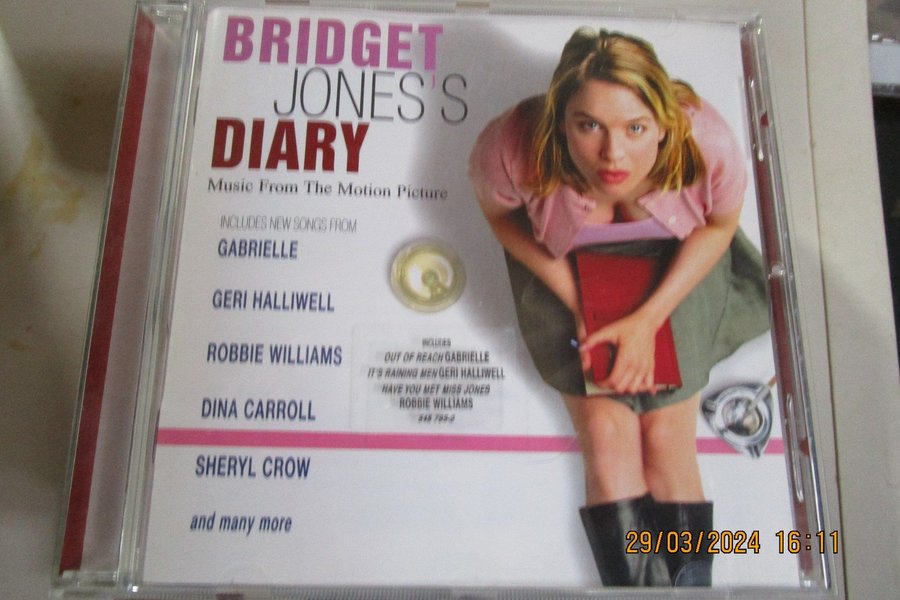 BRIDGET
JONES'S
DIARY
Music From The Motion Picture
INCLUDES NEW SONGS FROM
GABRIELLE
GERI HALLIWELL
ROBBIE WILLIAMS
DINA CARROLL
SHERYL CROW
and many more
INCLUDES
OUT OF REACH GABRIELLE
IT'S RAINING MEN GERI HALLIWELL
HAVE YOU MET MISS JONES
ROBBIE WILLIAMS
29/03/2024 16:11